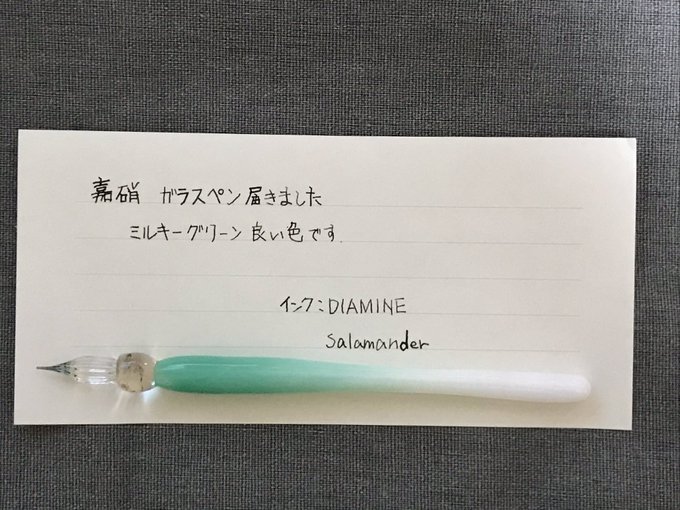 嘉硝 ガラスペン届きました
ミルキーグリーン 良い色です.
インク:DIAMINE
Salamander